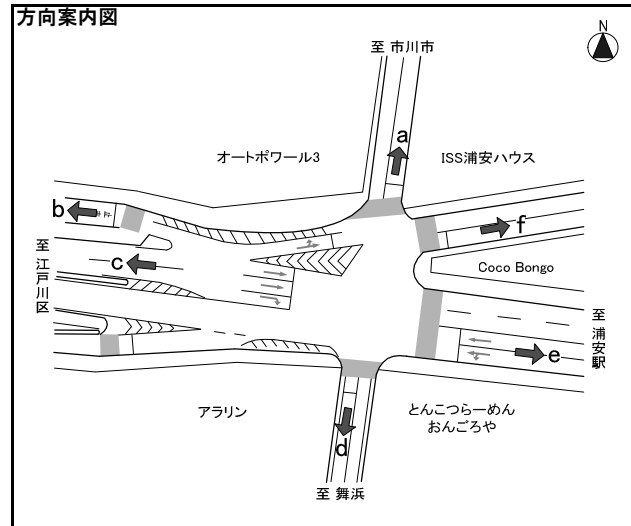 方向案内図
N
至 市川市
a
オートポワール3
ISS浦安ハウス
b
f
至江戸川区
c
Coco Bongo
至浦安駅
e
アラリン
とんこつらーめん
おんごろや
d
至 舞浜